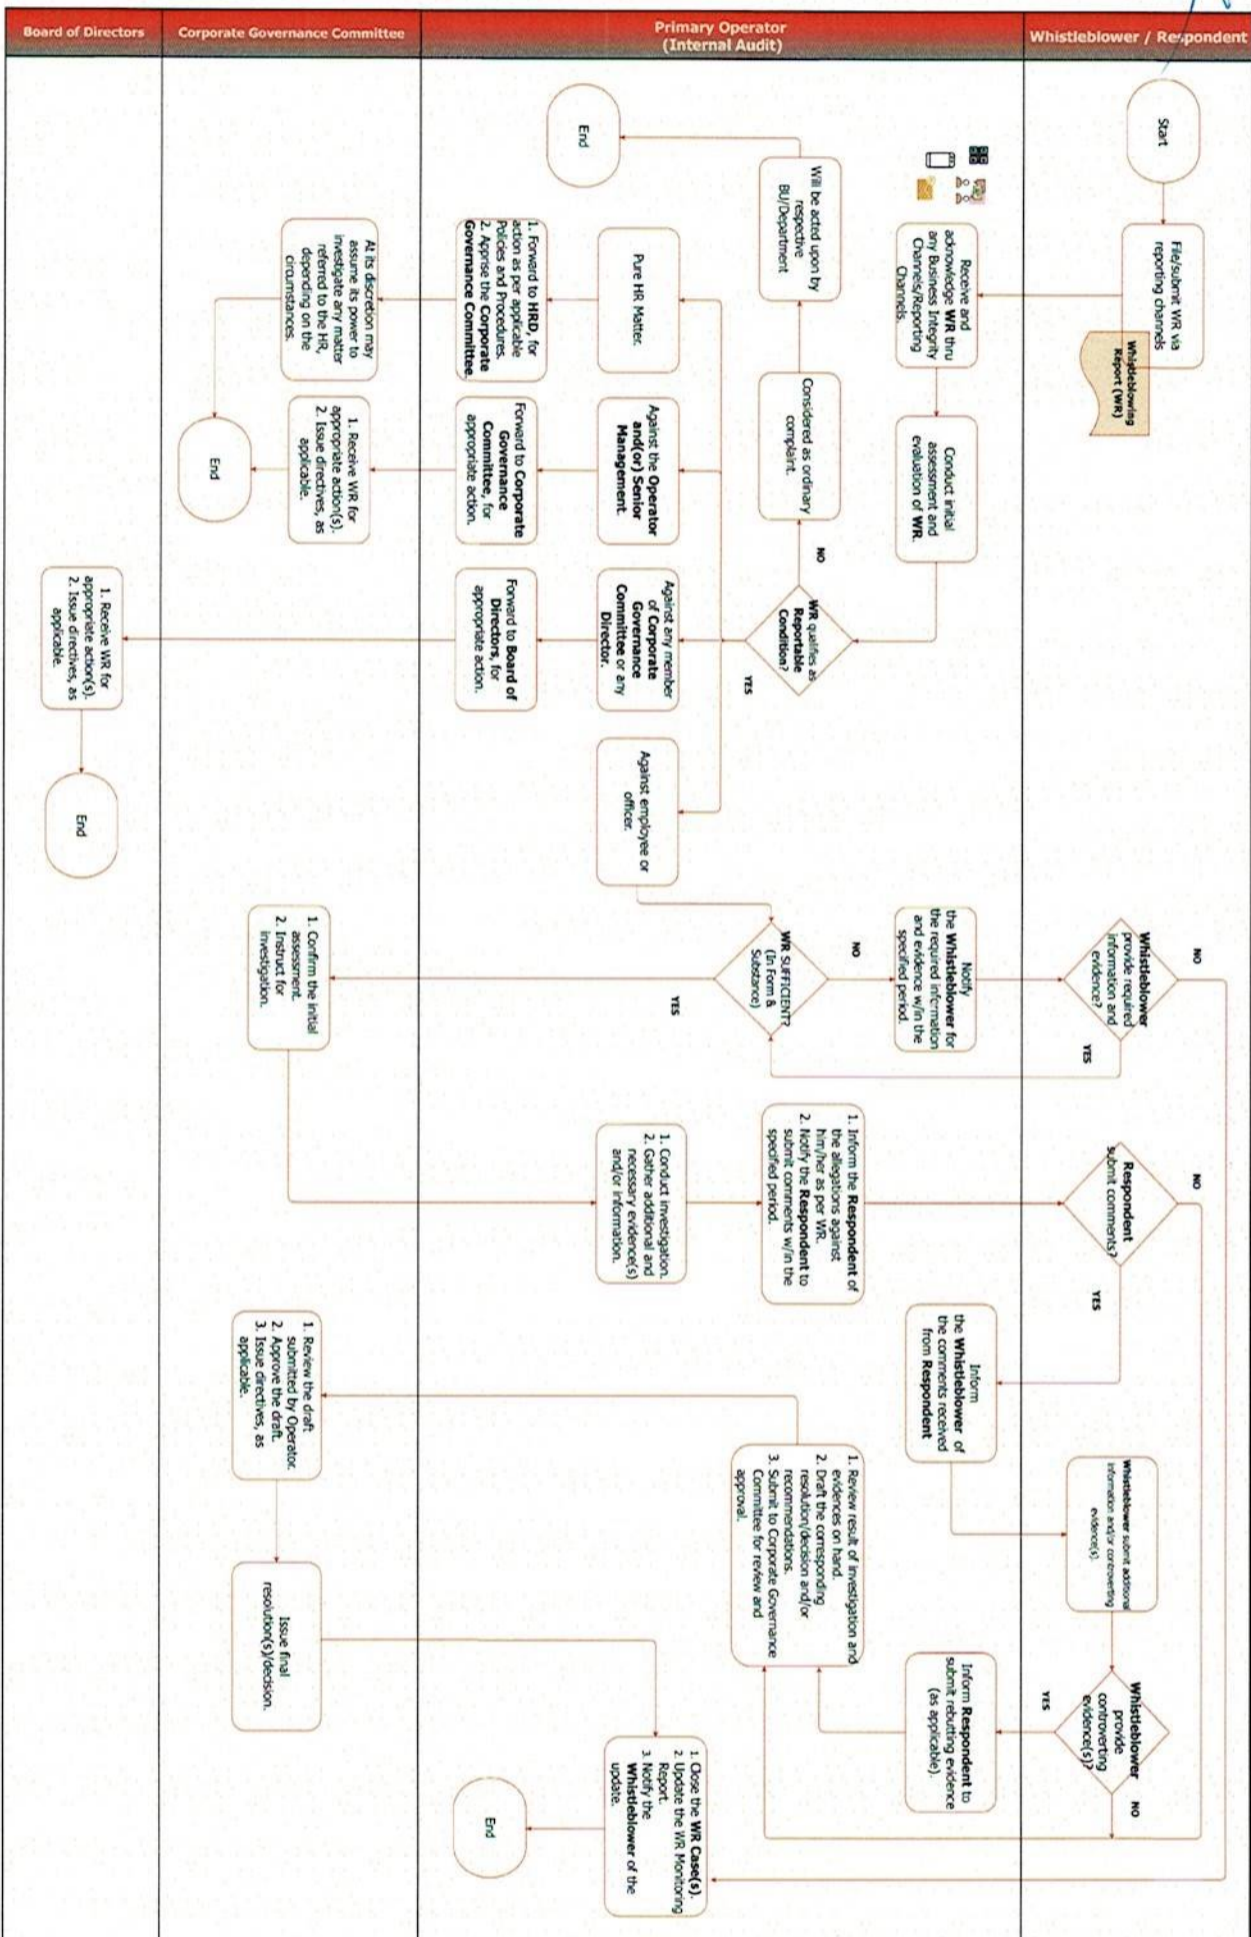 Board of Directors
Corporate Governance Committee
Primary Operator
(Internal Audit)
Whistleblower / Respondent
Start
File/submit WR via
reporting channels
Whistleblowing
Report (WR)
Receive and
acknowledge WR thru
any Business Integrity
Channels/Reporting
Channels.
Conduct initial
assessment and
evaluation of WR.
WR qualifies as
Reportable
Condition?
NO
YES
Considered as ordinary
complaint.
Will be acted upon by
respective
BU/Department
End
Pure HR Matter.
Against the Operator
and(or) Senior
Management.
Against any member
of Corporate
Governance
Committee or any
Director.
Against employee or
officer.
1. Forward to HRD, for
action as per applicable
Policies and Procedures.
2. Apprise the Corporate
Governance Committee.
Forward to Corporate
Governance
Committee, for
appropriate action.
Forward to Board of
Directors, for
appropriate action.
At its discretion may
assume its power to
investigate any matter
referred to the HR,
depending on the
circumstances.
1. Receive WR for
appropriate action(s).
2. Issue directives, as
applicable.
End
1. Receive WR for
appropriate action(s).
2. Issue directives, as
applicable.
End
WR SUFFICIENT?
(In Form &
Substance)
NO
YES
Notify
the Whistleblower for
the required information
and evidence w/in the
specified period.
Whistleblower
provide required
information and
evidence?
NO
YES
1. Confirm the initial
assessment.
2. Instruct for
investigation.
1. Conduct investigation.
2. Gather additional and
necessary evidence(s)
and/or information.
1. Inform the Respondent of
the allegations against
him/her as per WR.
2. Notify the Respondent to
submit comments w/in the
specified period.
Respondent
submit comments?
NO
YES
Inform
the Whistleblower of
the comments received
from Respondent
Whistleblower submit additional
information and/or controverting
evidence(s).
Whistleblower
provide
controverting
evidence(s)?
YES
NO
Inform Respondent to
submit rebutting evidence
(as applicable).
1. Review result of investigation and
evidences on hand.
2. Draft the corresponding
resolution/decision and/or
recommendations.
3. Submit to Corporate Governance
Committee for review and
approval.
1. Review the draft
submitted by Operator.
2. Approve the draft.
3. Issue directives, as
applicable.
Issue final
resolution(s)/decision.
1. Close the WR Case(s).
2. Update the WR Monitoring
Report.
3. Notify the
Whistleblower of the
update.
End